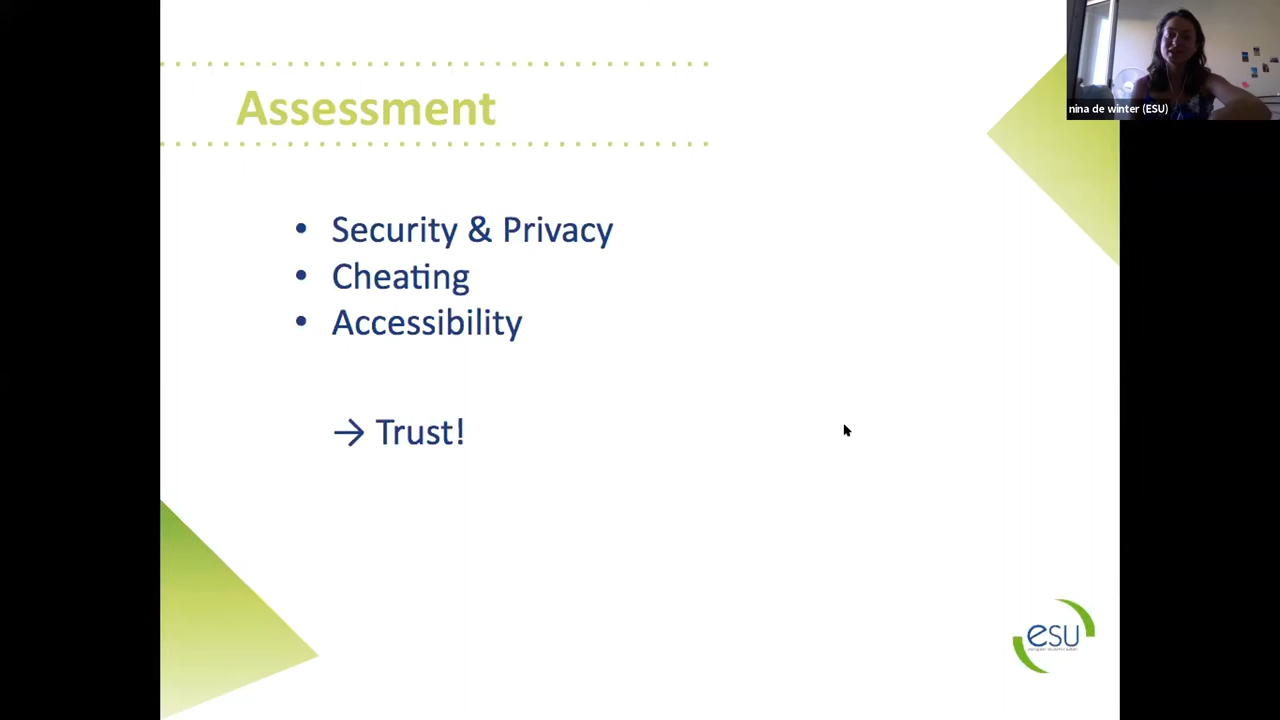 Assessment
nina de winter (ESU)
• Security & Privacy
• Cheating
• Accessibility
→ Trust!
esu